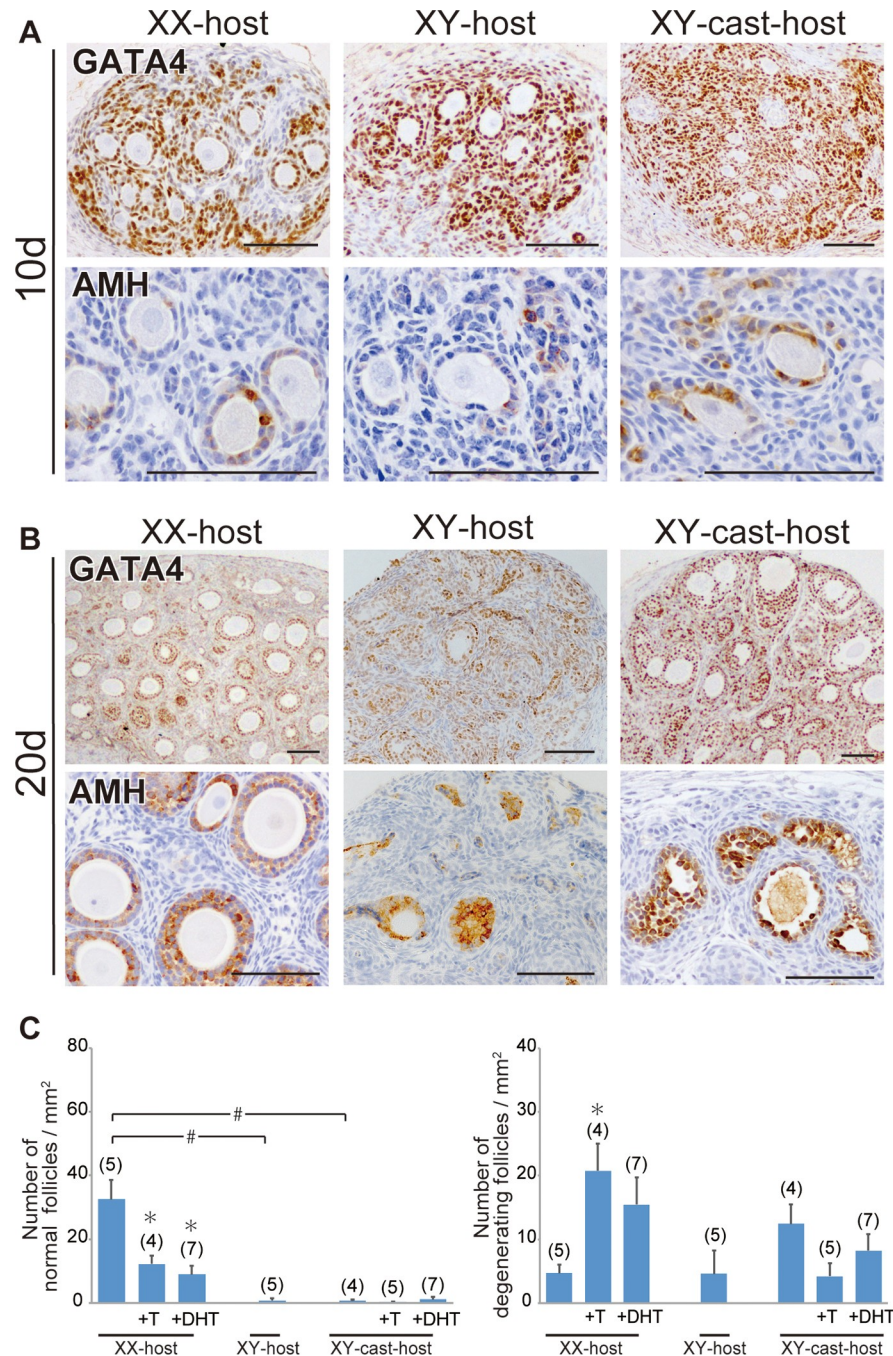 A
XX-host
XY-host
XY-cast-host
10d
GATA4
AMH
B
XX-host
XY-host
XY-cast-host
20d
GATA4
AMH
C
Number of
normal follicles / mm²
80
60
40
20
0
#
#
(5)
*
(4)
*
(7)
(5)
(4)
(5)
(7)
+T
+DHT
+T
+DHT
XX-host
XY-host
XY-cast-host
Number of
degenerating follicles / mm²
40
30
20
10
0
(5)
*
(4)
(7)
(5)
(4)
(5)
(7)
+T
+DHT
+T
+DHT
XX-host
XY-host
XY-cast-host